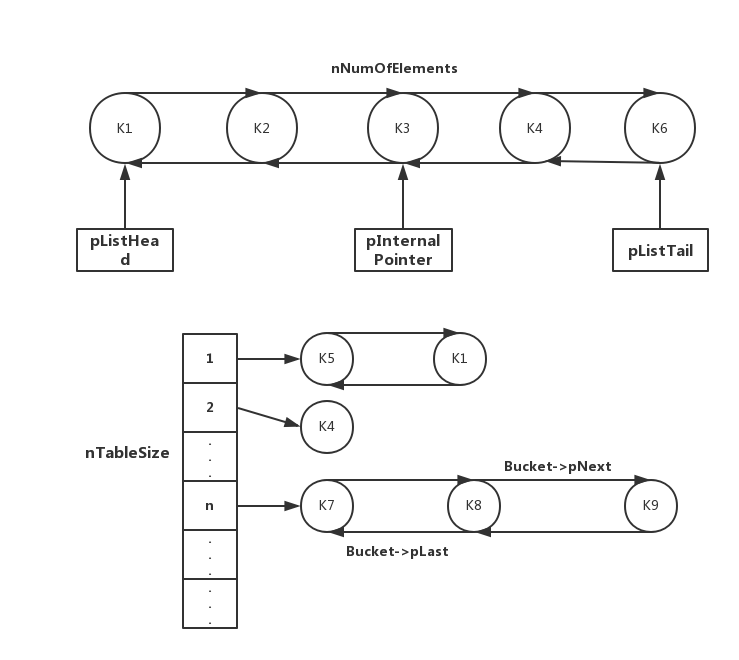 nNumOfElements
K1 K2 K3 K4 K6
pListHea
d
pInternal
Pointer
pListTail
1 K5 K1
2 K4
.
.
.
nTableSize
Bucket->pNext
n K7 K8 K9
Bucket->pLast
.
.
.
.
.
.